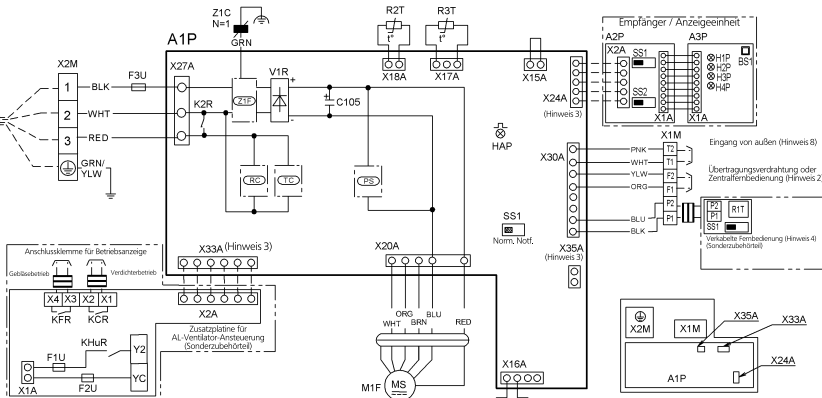 Z1C
N=1
GRN
R2T
t°
R3T
t°
Empfänger / Anzeigeeinheit
A2P
A3P
X2A
SS1
SS2
X1A
X1A
BS1
H1P
H2P
H3P
H4P
A1P
X2M
1
2
3
BLK
WHT
RED
GRN/
YLW
F3U
X27A
K2R
Z1F
V1R
+
-
+
C105
X18A
X17A
X15A
X24A
(Hinweis 3)
RC
TC
PS
HAP
SS1
Norm. Notf.
X30A
PNK
WHT
YLW
ORG
BLU
BLK
X1M
T2
T1
F2
F1
P2
P1
Eingang von außen (Hinweis 8)
Übertragungsverdrahtung oder
Zentralfernbedienung (Hinweis 2
P2
P1
SS1
R1T
Verkabelte Fernbedienung (Hinweis 4)
(Sonderzubehörteil)
X35A
(Hinweis 3)
X33A (Hinweis 3)
X2A
Zusatzplatine für
AL-Ventilator-Ansteuerung
(Sonderzubehörteil)
Anschlussklemme für Betriebsanzeige
Gebläsebetrieb
Verdichterbetrieb
X4
X3
X2
X1
KFR
KCR
KHuR
F1U
F2U
X1A
Y2
YC
X20A
WHT
ORG
BRN
BLU
RED
M1F
MS
X16A
X2M
X1M
A1P
X35A
X33A
X24A